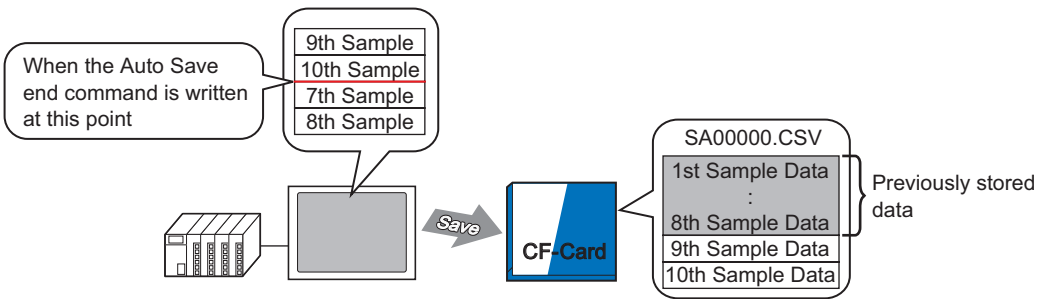 When the Auto Save
end command is written
at this point
9th Sample
10th Sample
7th Sample
8th Sample
Save
CF-Card
SA00000.CSV
1st Sample Data
:
8th Sample Data
9th Sample Data
10th Sample Data
Previously stored
data